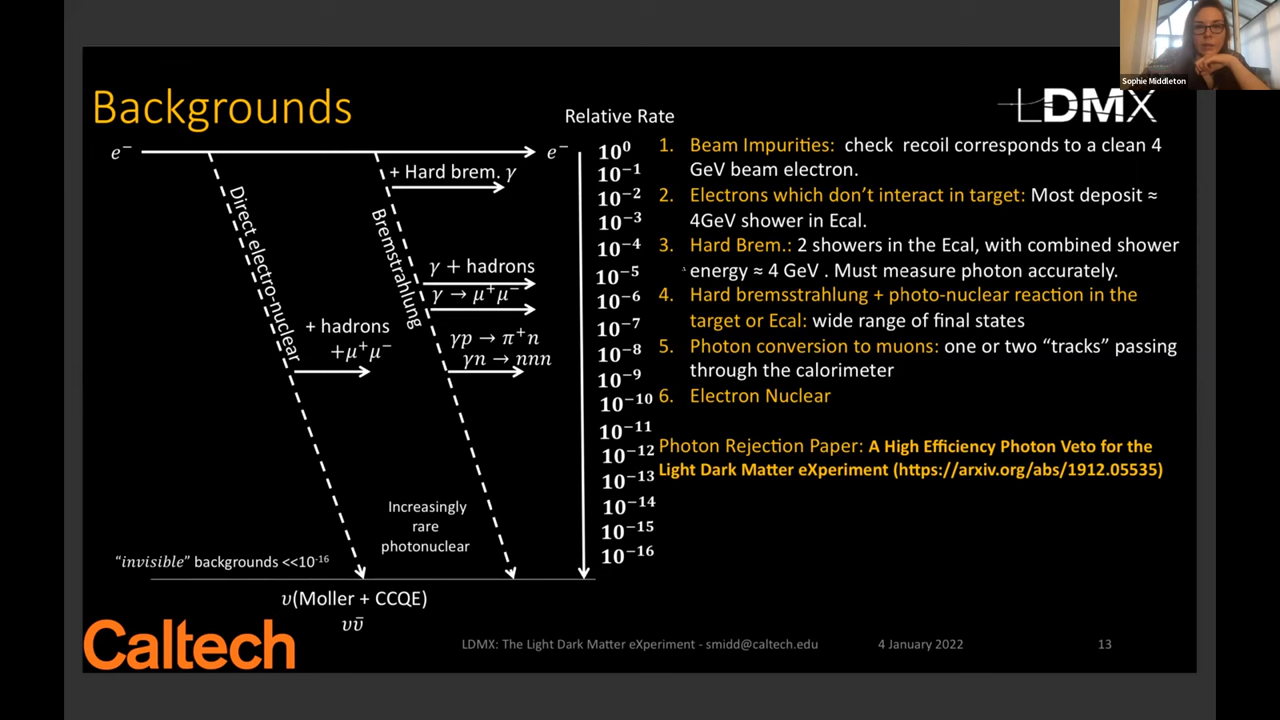 Sophie Middleton
Backgrounds
LDMX
Relative Rate
e⁻
e⁻
+ Hard brem. γ
Direct electro-nuclear
Bremstrahlung
γ + hadrons
γ → μ⁺μ⁻
+ hadrons
+μ⁺μ⁻
γp → π⁺n
γn → nnn
Increasingly
rare
photonuclear
"invisible" backgrounds <<10⁻¹⁶
υ(Moller + CCQE)
υῡ
10⁰
10⁻¹
10⁻²
10⁻³
10⁻⁴
10⁻⁵
10⁻⁶
10⁻⁷
10⁻⁸
10⁻⁹
10⁻¹⁰
10⁻¹¹
10⁻¹²
10⁻¹³
10⁻¹⁴
10⁻¹⁵
10⁻¹⁶
1. Beam Impurities: check recoil corresponds to a clean 4
GeV beam electron.
2. Electrons which don't interact in target: Most deposit ≈
4GeV shower in Ecal.
3. Hard Brem.: 2 showers in the Ecal, with combined shower
energy ≈ 4 GeV . Must measure photon accurately.
4. Hard bremsstrahlung + photo-nuclear reaction in the
target or Ecal: wide range of final states
5. Photon conversion to muons: one or two "tracks" passing
through the calorimeter
6. Electron Nuclear
Photon Rejection Paper: A High Efficiency Photon Veto for the
Light Dark Matter eXperiment (https://arxiv.org/abs/1912.05535)
Caltech
LDMX: The Light Dark Matter eXperiment - smidd@caltech.edu
4 January 2022
13